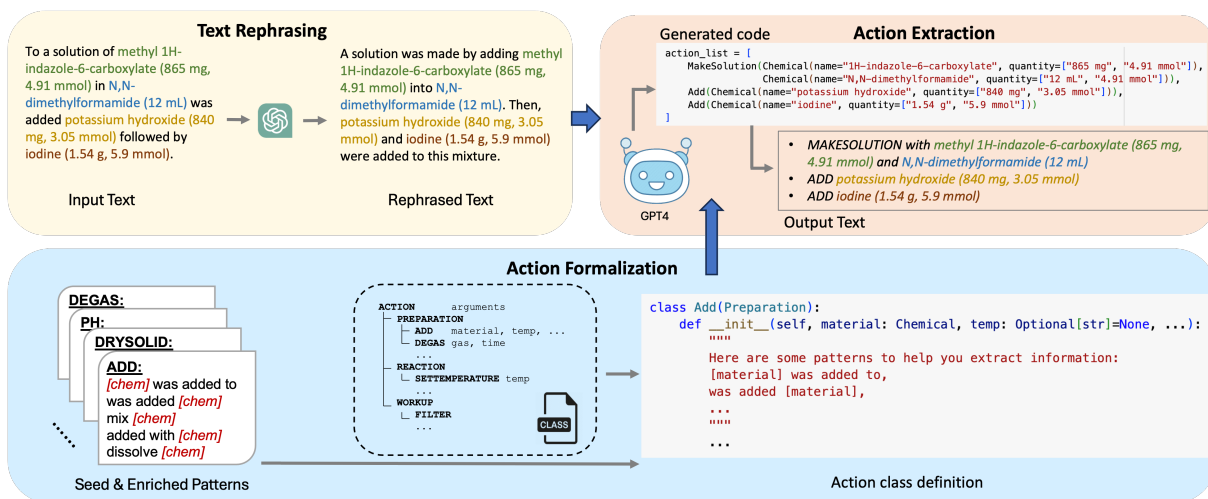 Text Rephrasing
To a solution of methyl 1H-
indazole-6-carboxylate (865 mg,
4.91 mmol) in N,N-
dimethylformamide (12 mL) was
added potassium hydroxide (840
mg, 3.05 mmol) followed by
iodine (1.54 g, 5.9 mmol).
Input Text
A solution was made by adding methyl
1H-indazole-6-carboxylate (865 mg,
4.91 mmol) into N,N-
dimethylformamide (12 mL). Then,
potassium hydroxide (840 mg, 3.05
mmol) and iodine (1.54 g, 5.9 mmol)
were added to this mixture.
Rephrased Text
Action Extraction
Generated code
action_list = [
MakeSolution(Chemical(name="1H-indazole-6-carboxylate", quantity=["865 mg", "4.91 mmol"]),
Chemical(name="N,N-dimethylformamide", quantity=["12 mL", "4.91 mmol"])),
Add(Chemical(name="potassium hydroxide", quantity=["840 mg", "3.05 mmol"])),
Add(Chemical(name="iodine", quantity=["1.54 g", "5.9 mmol"]))
]
GPT4
• MAKESOLUTION with methyl 1H-indazole-6-carboxylate (865 mg,
4.91 mmol) and N,N-dimethylformamide (12 mL)
• ADD potassium hydroxide (840 mg, 3.05 mmol)
• ADD iodine (1.54 g, 5.9 mmol)
Output Text
Action Formalization
DEGAS:
PH:
DRYSOLID:
ADD:
[chem] was added to
was added [chem]
mix [chem]
added with [chem]
dissolve [chem]
Seed & Enriched Patterns
ACTION arguments
PREPARATION
ADD material, temp, ...
DEGAS gas, time
...
REACTION
SETTEMPERATURE temp
...
WORKUP
FILTER
...
CLASS
class Add(Preparation):
def __init__(self, material: Chemical, temp: Optional[str]=None, ...):
"""
Here are some patterns to help you extract information:
[material] was added to,
was added [material],
...
"""
...
Action class definition